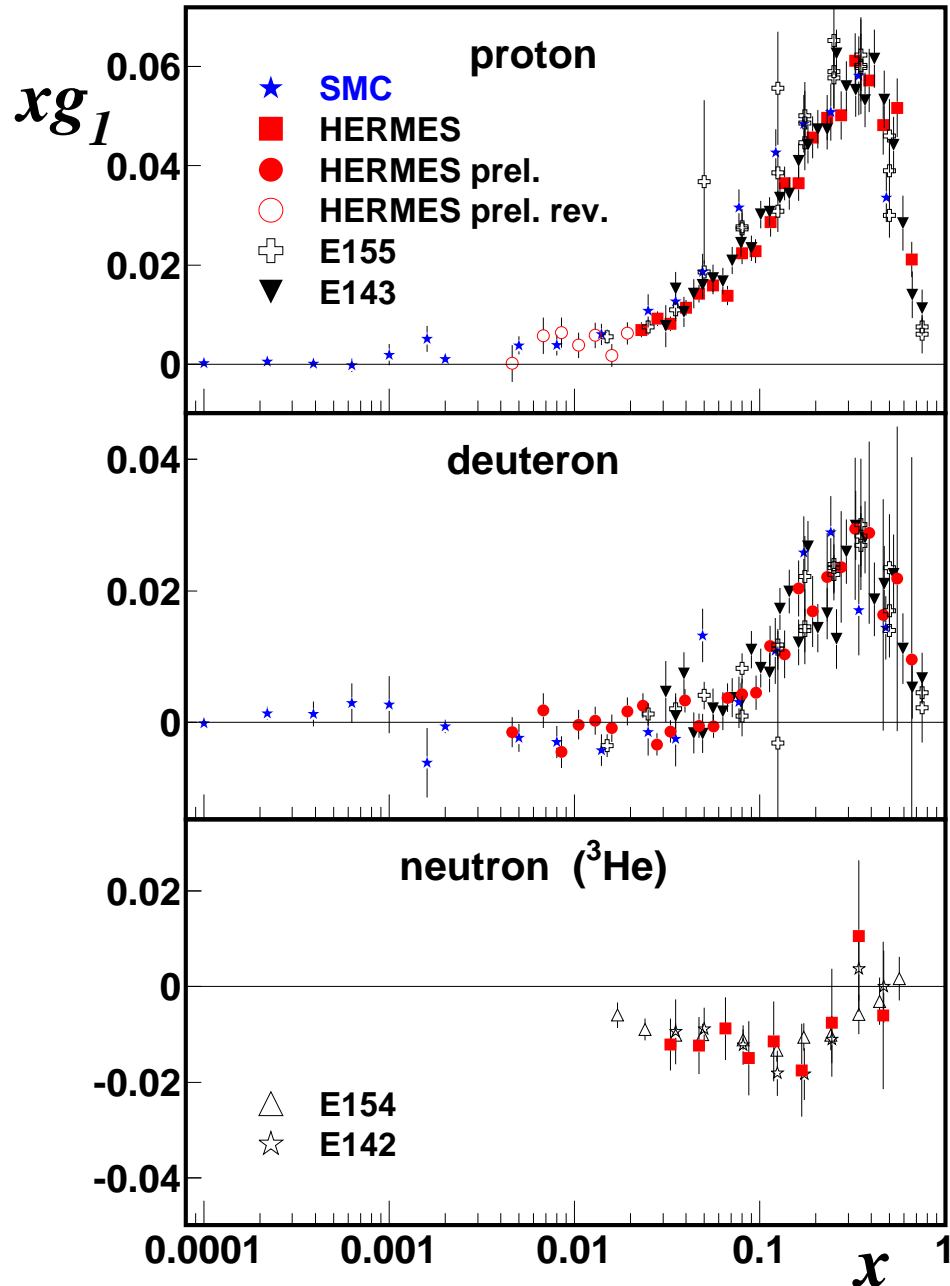 xg1
proton
SMC
HERMES
HERMES prel.
HERMES prel. rev.
E155
E143
0.06
0.04
0.02
0
deuteron
0.04
0.02
0
neutron (³He)
0.02
0
-0.02
-0.04
E154
E142
0.0001 0.001 0.01 0.1 1
x